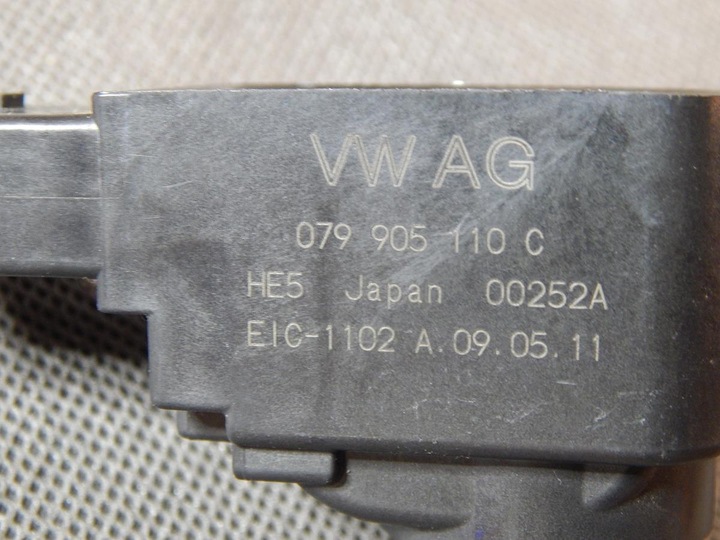 VW AG
079 905 110 C
HE5 Japan 00252A
EIC-1102 A.09.05.11